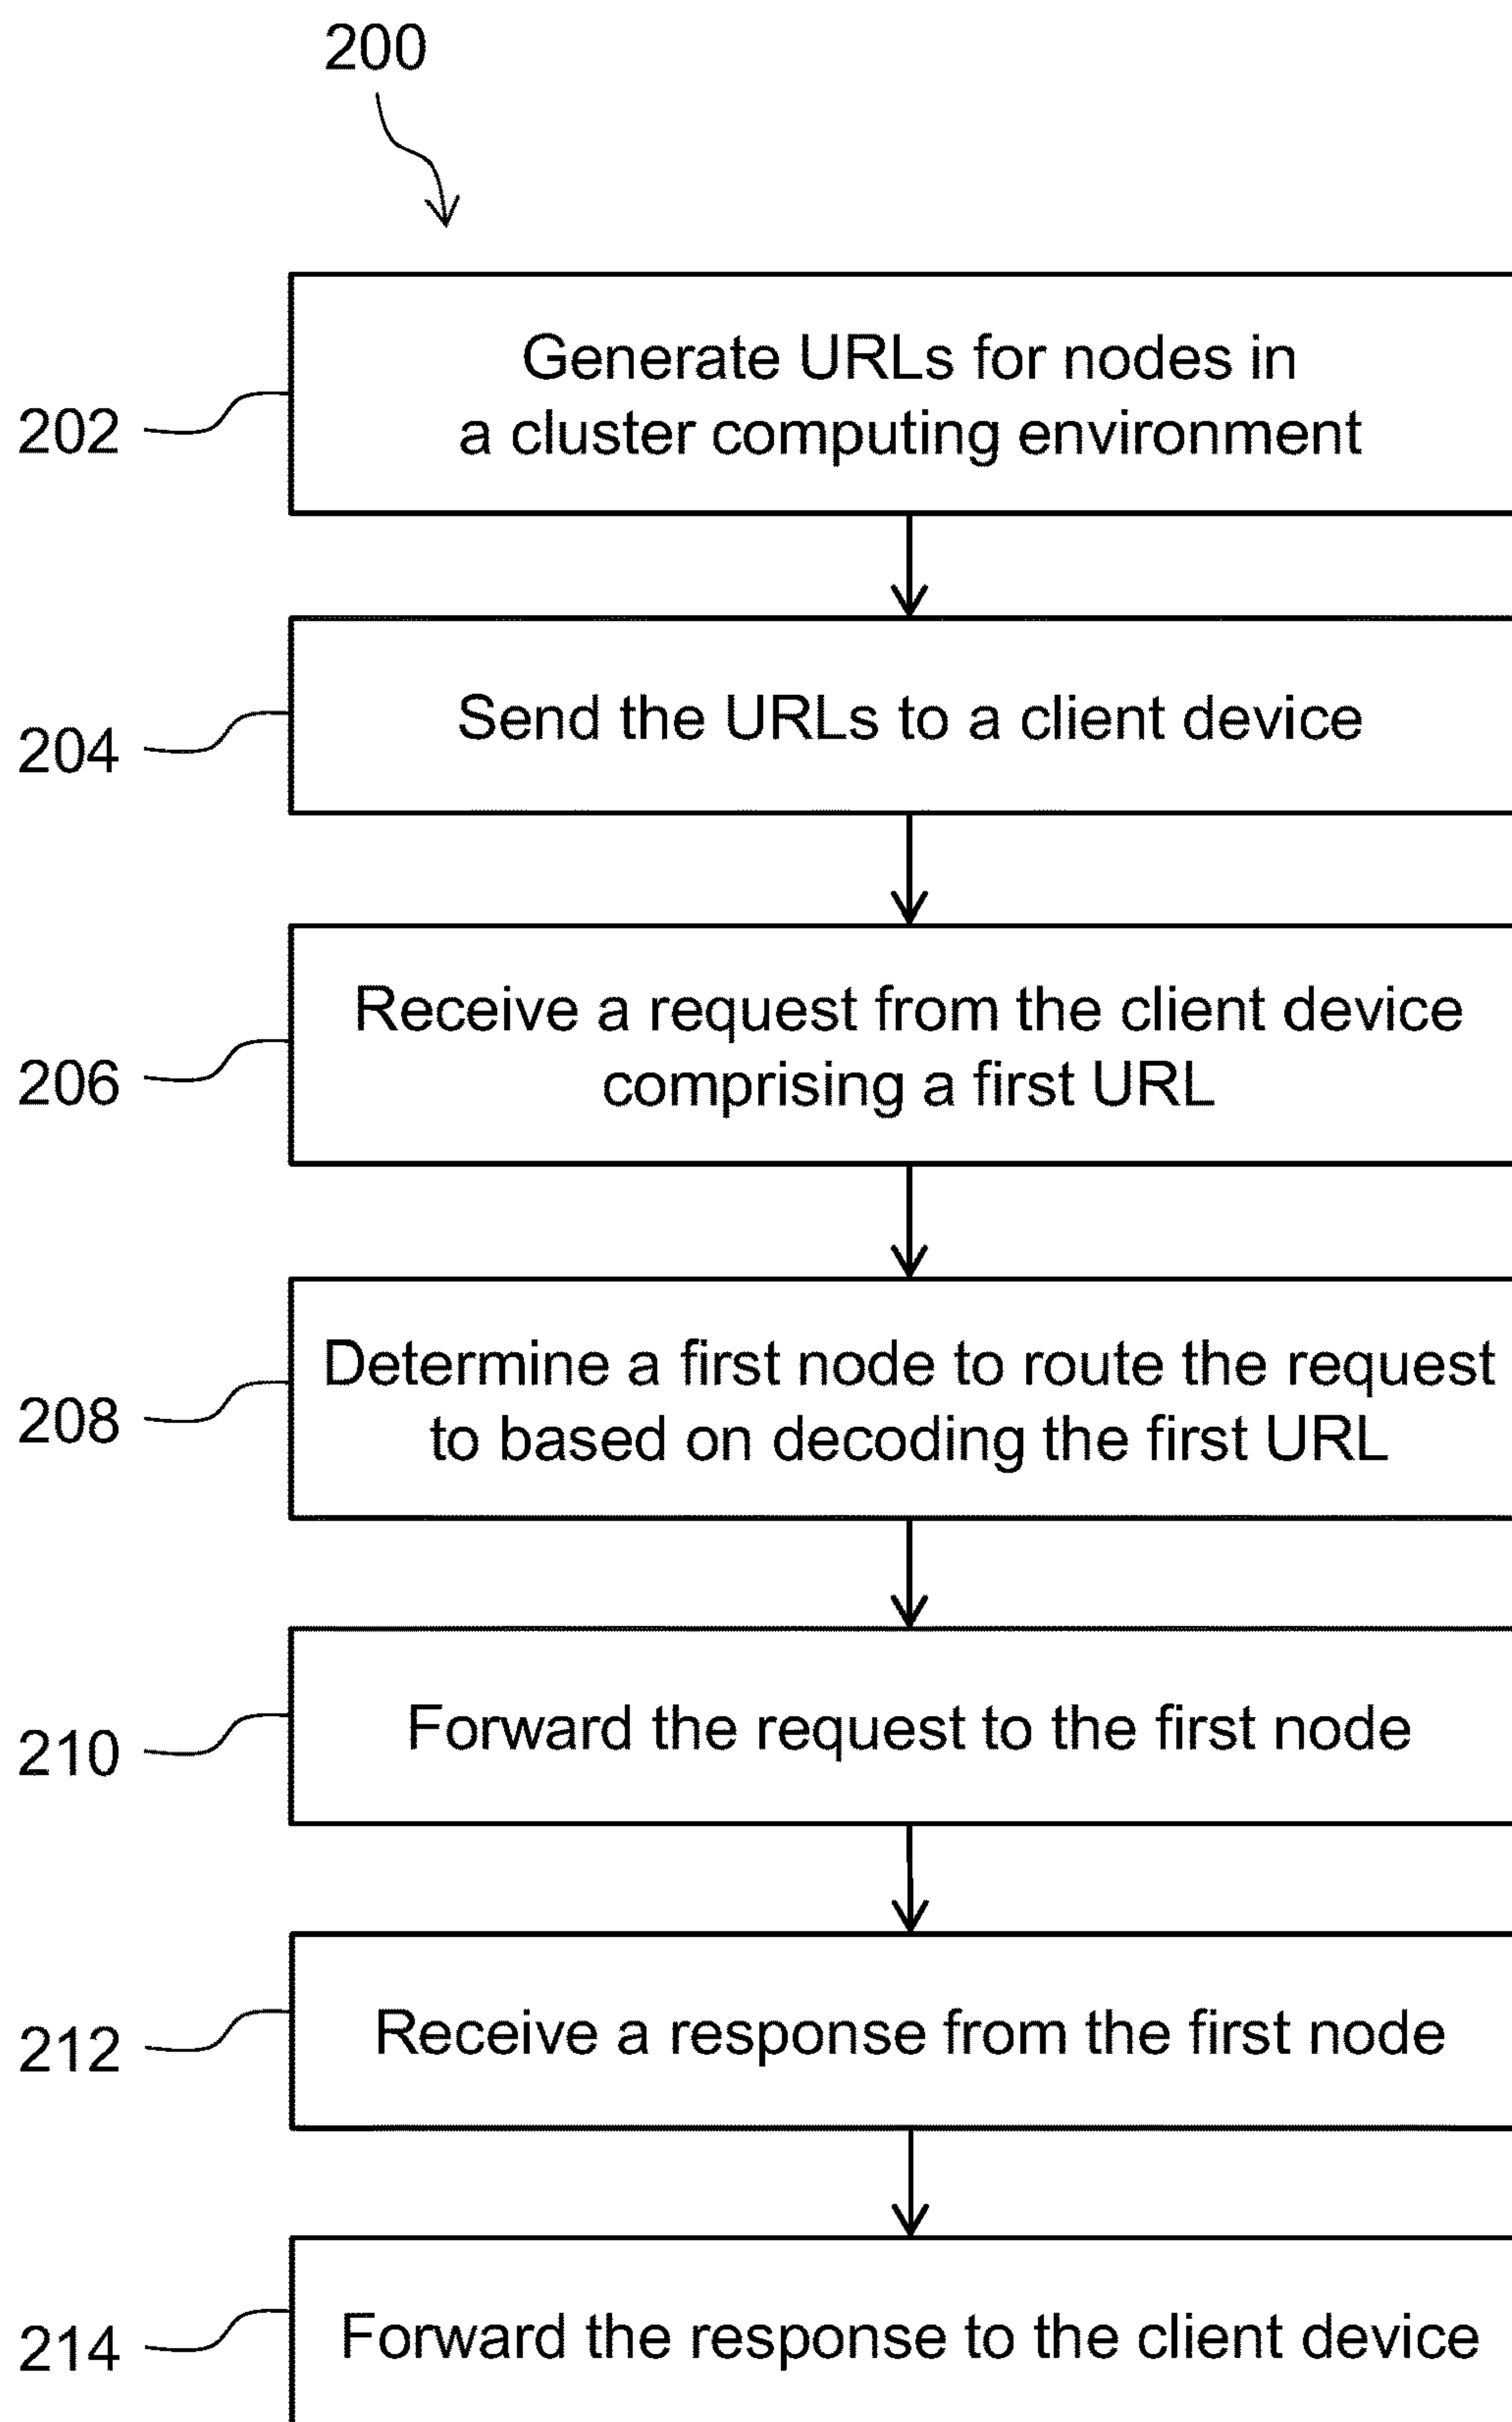 200
202
Generate URLs for nodes in
a cluster computing environment
204
Send the URLs to a client device
206
Receive a request from the client device
comprising a first URL
208
Determine a first node to route the request
to based on decoding the first URL
210
Forward the request to the first node
212
Receive a response from the first node
214
Forward the response to the client device